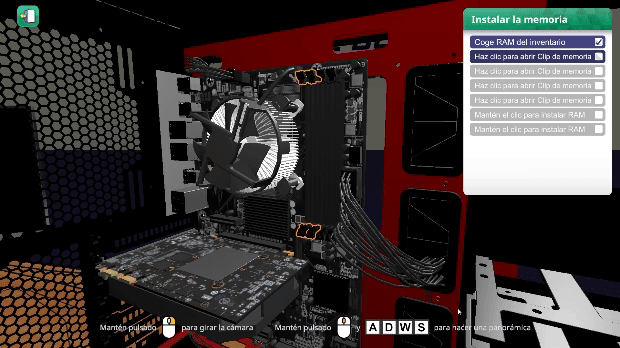 Instalar la memoria
Coge RAM del inventario
Haz clic para abrir Clip de memoria
Haz clic para abrir Clip de memoria
Haz clic para abrir Clip de memoria
Haz clic para abrir Clip de memoria
Mantén el clic para instalar RAM
Mantén el clic para instalar RAM
Mantén pulsado para girar la cámara Mantén pulsado y A D W S para hacer una panorámica